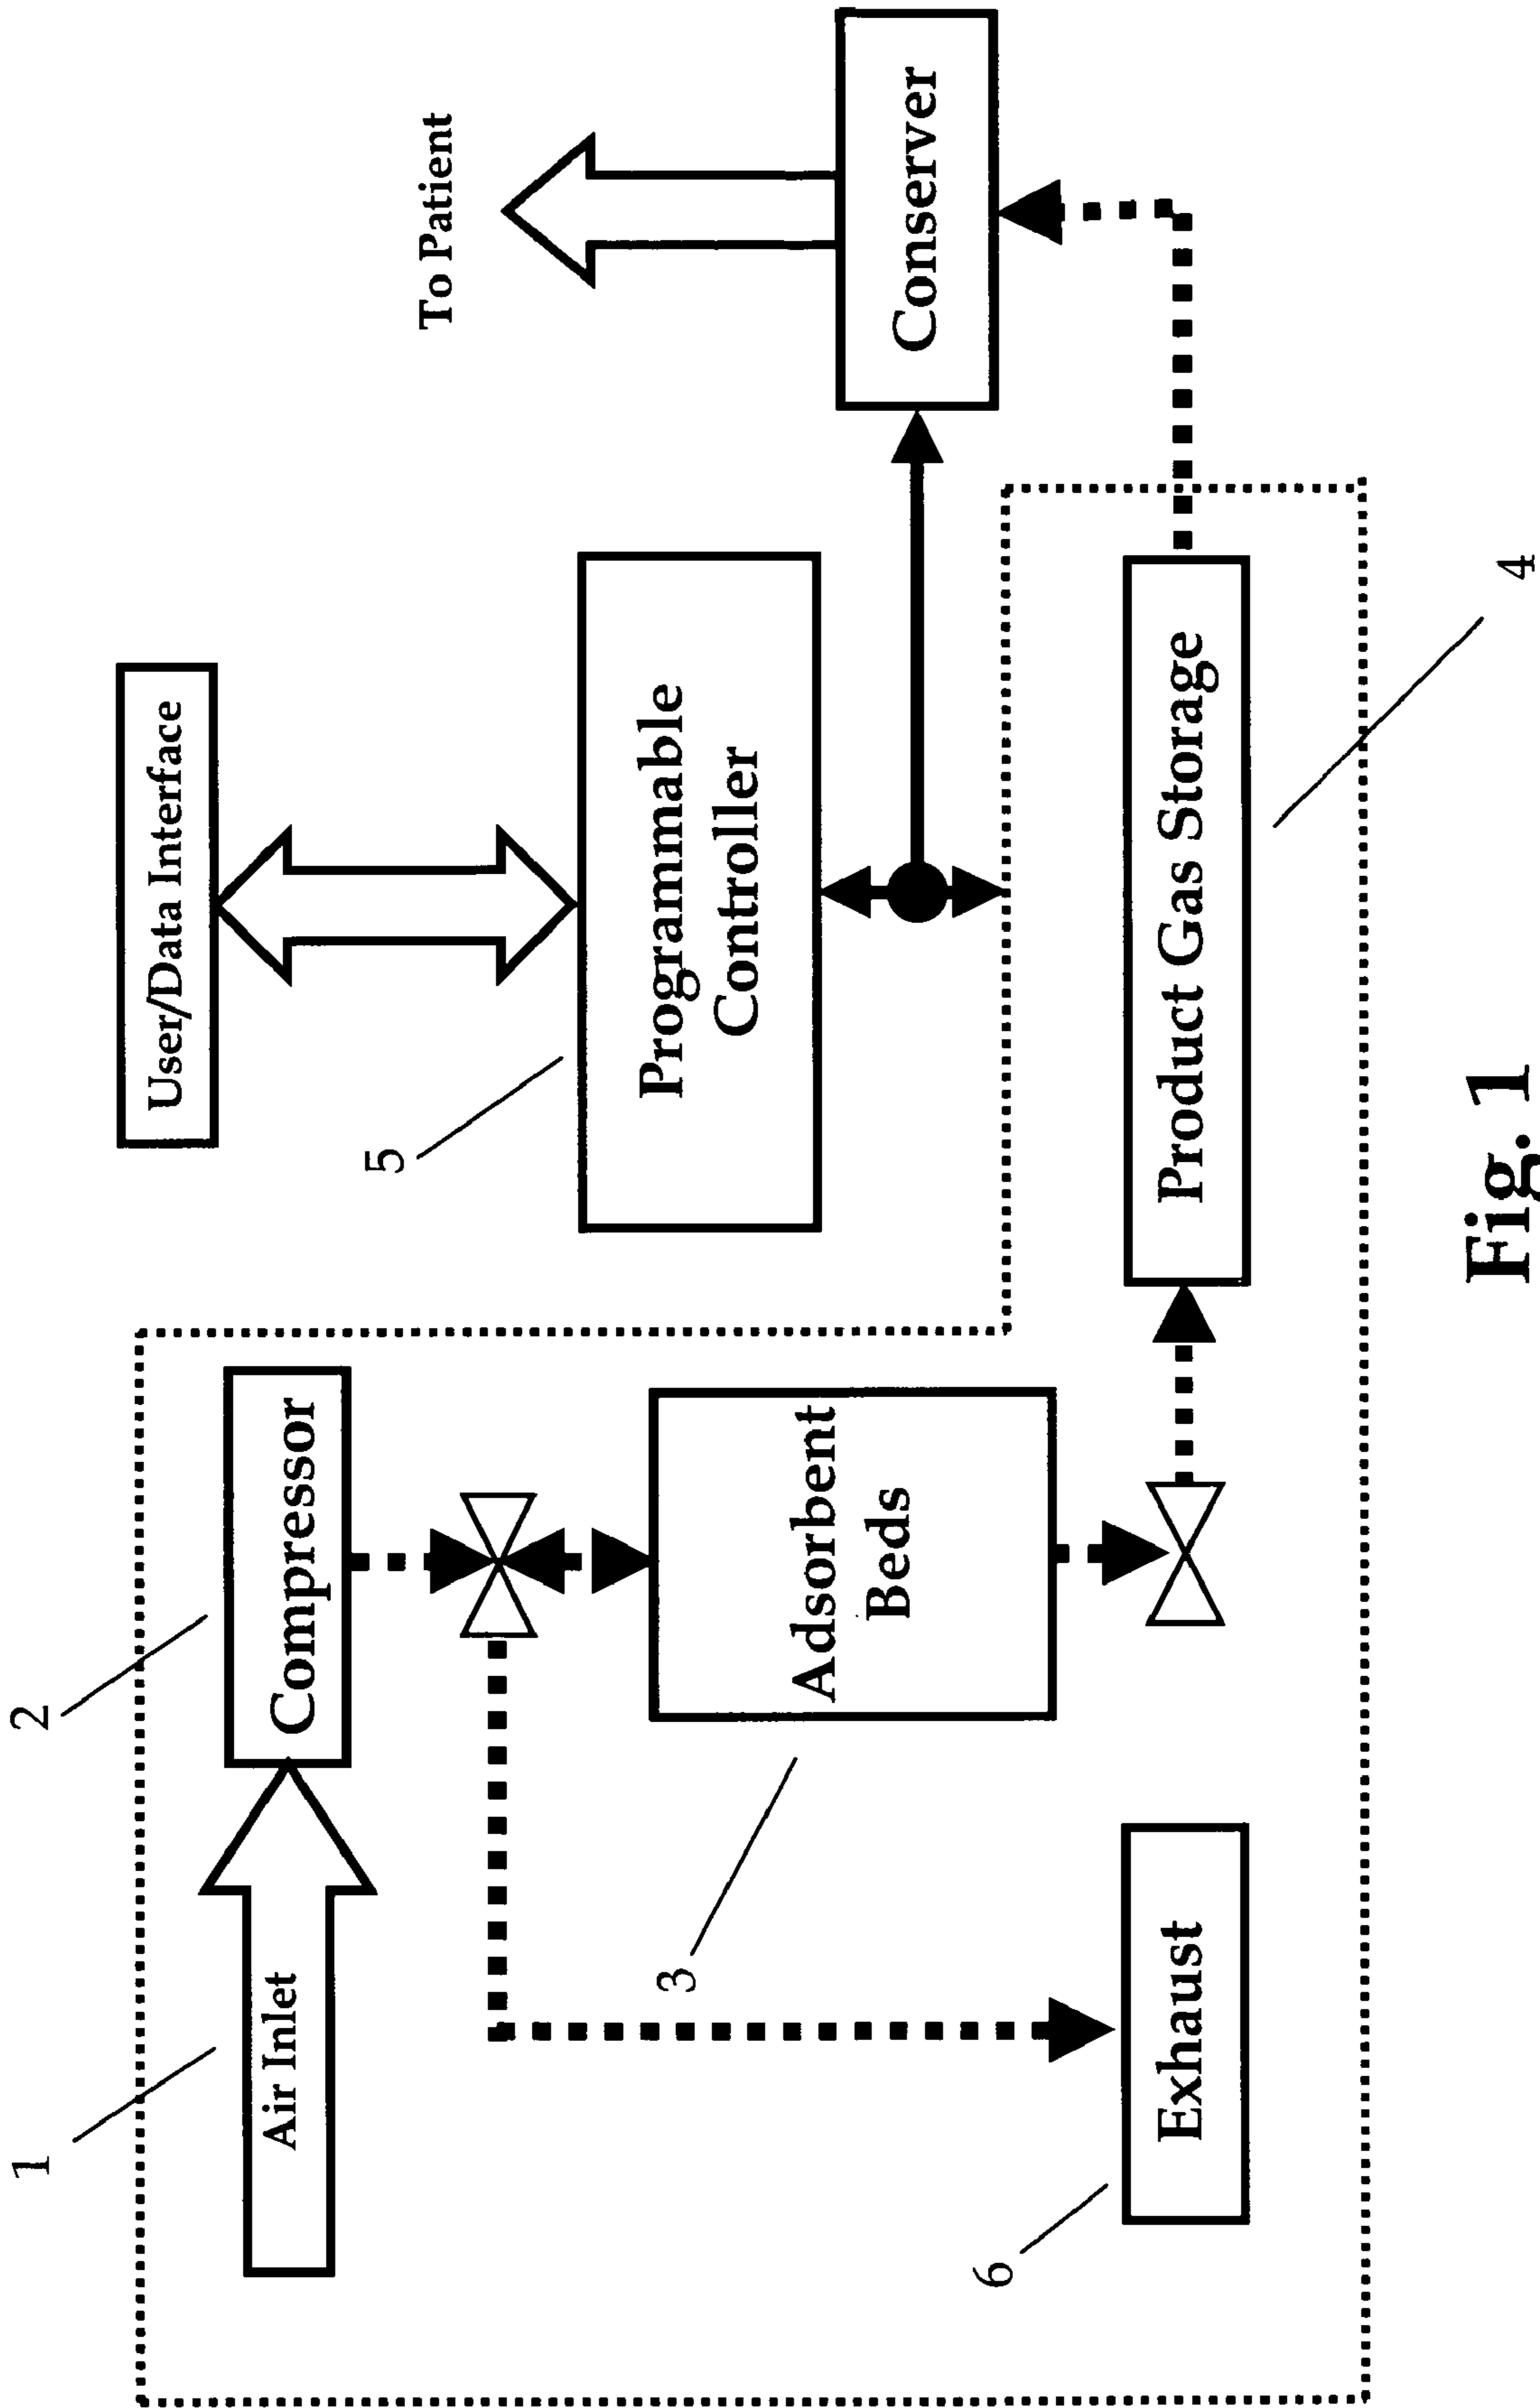 1
2
Air Inlet
Compressor
User/Data Interface
To Patient
5
Programmable
Controller
Conserver
3
Adsorbent
Beds
6
Exhaust
Product Gas Storage
4
Fig. 1